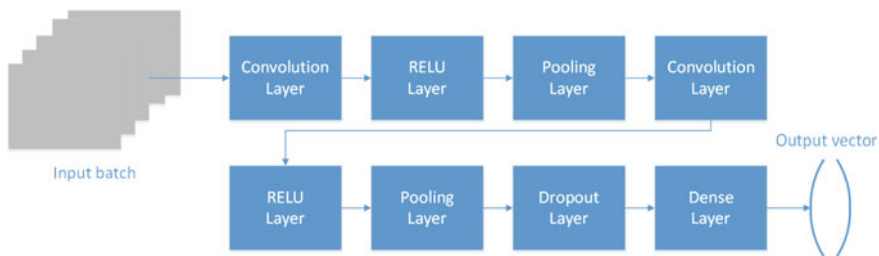 Convolution
Layer
RELU
Layer
Pooling
Layer
Convolution
Layer
Input batch
Output vector
RELU
Layer
Pooling
Layer
Dropout
Layer
Dense
Layer